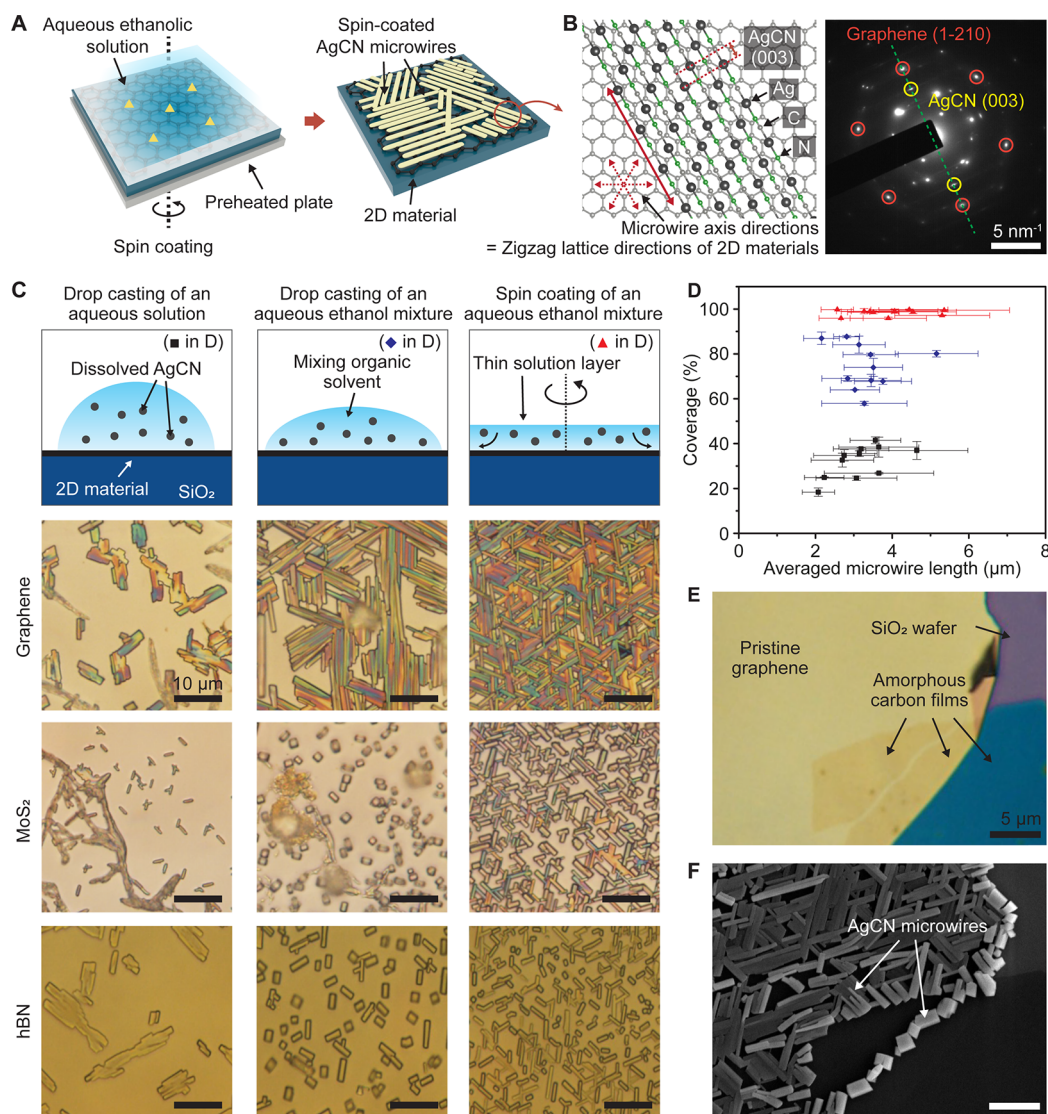 A
Aqueous ethanolic
solution
Preheated plate
Spin coating
Spin-coated
AgCN microwires
2D material
B
AgCN
(003)
Ag
C
N
Microwire axis directions
= Zigzag lattice directions of 2D materials
Graphene (1-210)
AgCN (003)
5 nm⁻¹
C
Drop casting of an
aqueous solution
(■ in D)
Dissolved AgCN
2D material
SiO₂
Drop casting of an
aqueous ethanol mixture
(◆ in D)
Mixing organic
solvent
Spin coating of an
aqueous ethanol mixture
(▲ in D)
Thin solution layer
Graphene
10 µm
MoS₂
hBN
D
Coverage (%)
100
80
60
40
20
0
0
2
4
6
8
Averaged microwire length (µm)
E
Pristine
graphene
SiO₂ wafer
Amorphous
carbon films
5 µm
F
AgCN microwires